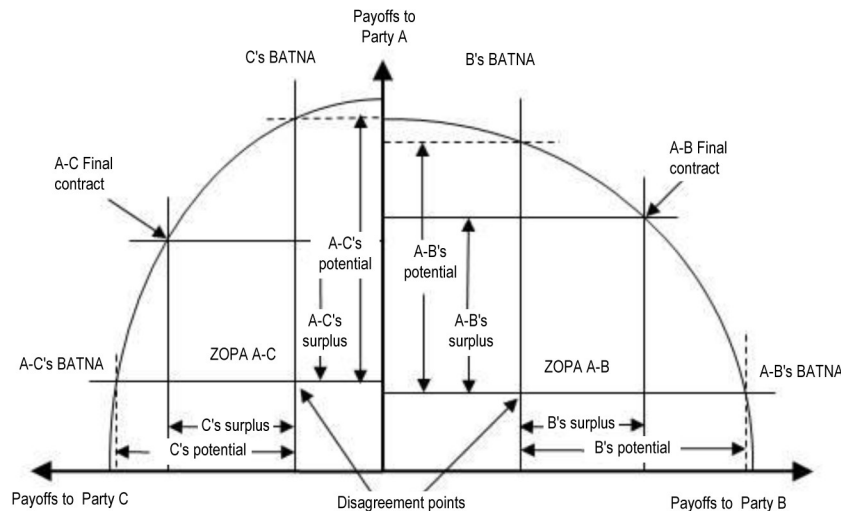 Payoffs to
Party A
C's BATNA
B's BATNA
A-C Final
contract
A-B Final
contract
A-C's
potential
A-B's
potential
A-C's
surplus
A-B's
surplus
A-C's BATNA
ZOPA A-C
ZOPA A-B
A-B's BATNA
C's surplus
B's surplus
C's potential
B's potential
Payoffs to Party C
Disagreement points
Payoffs to Party B